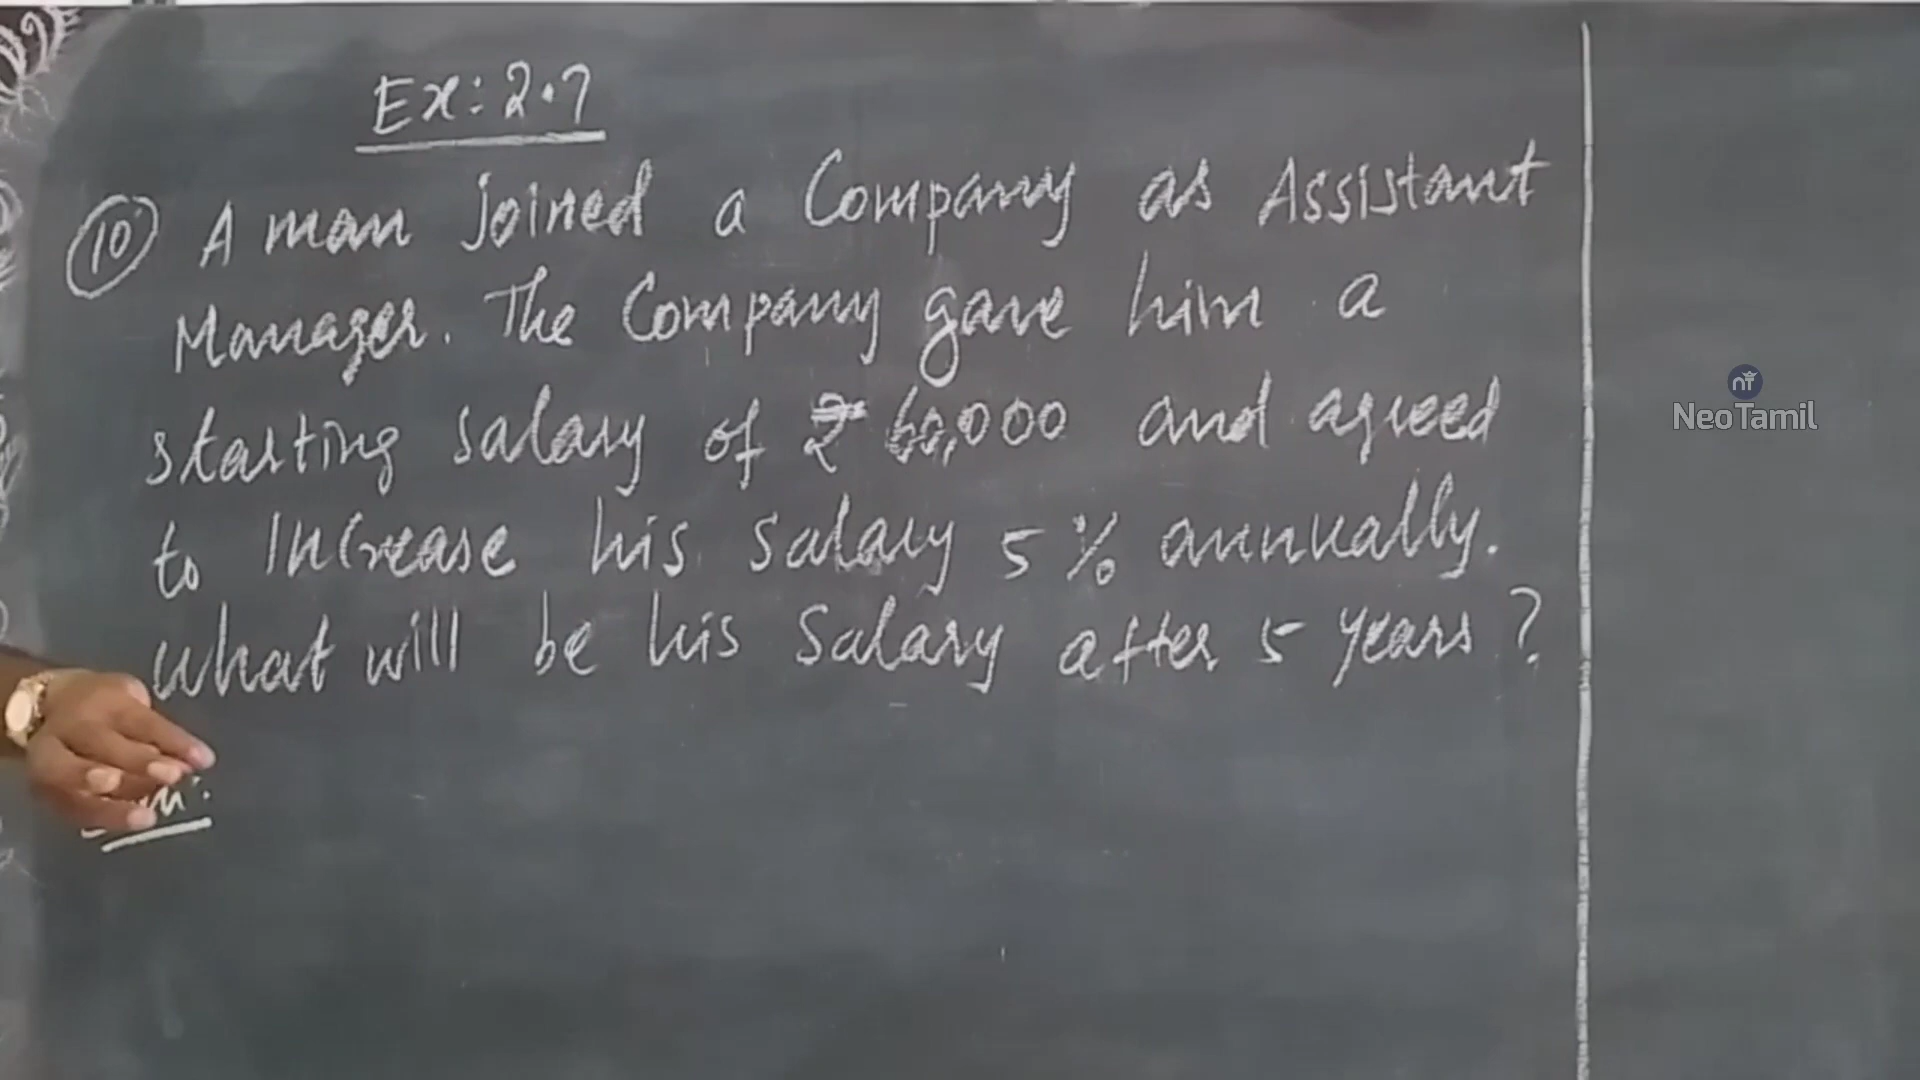 Ex: 2.7
10 A man joined a Company as Assistant
Manager. The Company gave him a
starting salary of ₹ 60,000 and agreed
to Increase his salary 5 % annually.
What will be his Salary after 5 years ?
NeoTamil